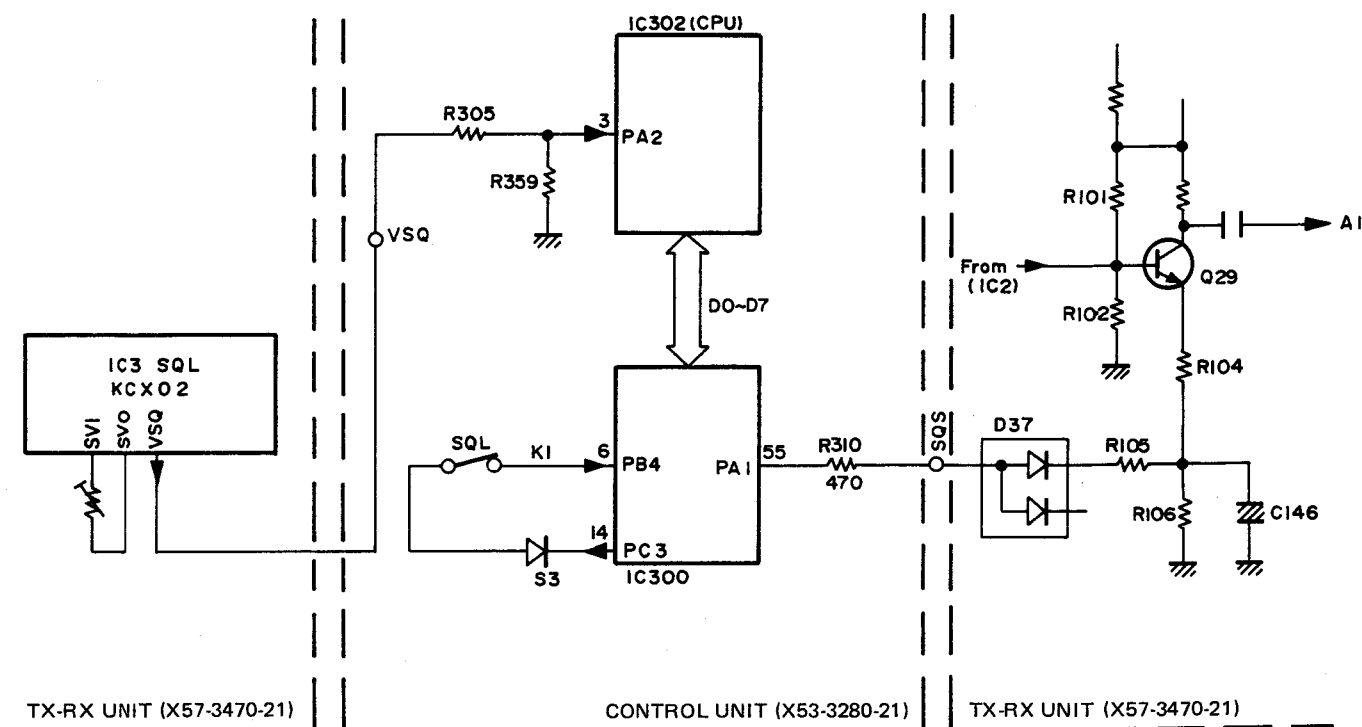 IC302 (CPU)
R305
3
PA2
R359
VSQ
D0~D7
IC3 SQL
KCX02
SVI
SVO
VSQ
SQL
K1
6
PB4
14
PC3
S3
IC300
PA1
55
R310
470
SQS
D37
R105
R106
C146
R104
R101
R102
From
(IC2)
Q29
A1
TX-RX UNIT (X57-3470-21)
CONTROL UNIT (X53-3280-21)
TX-RX UNIT (X57-3470-21)